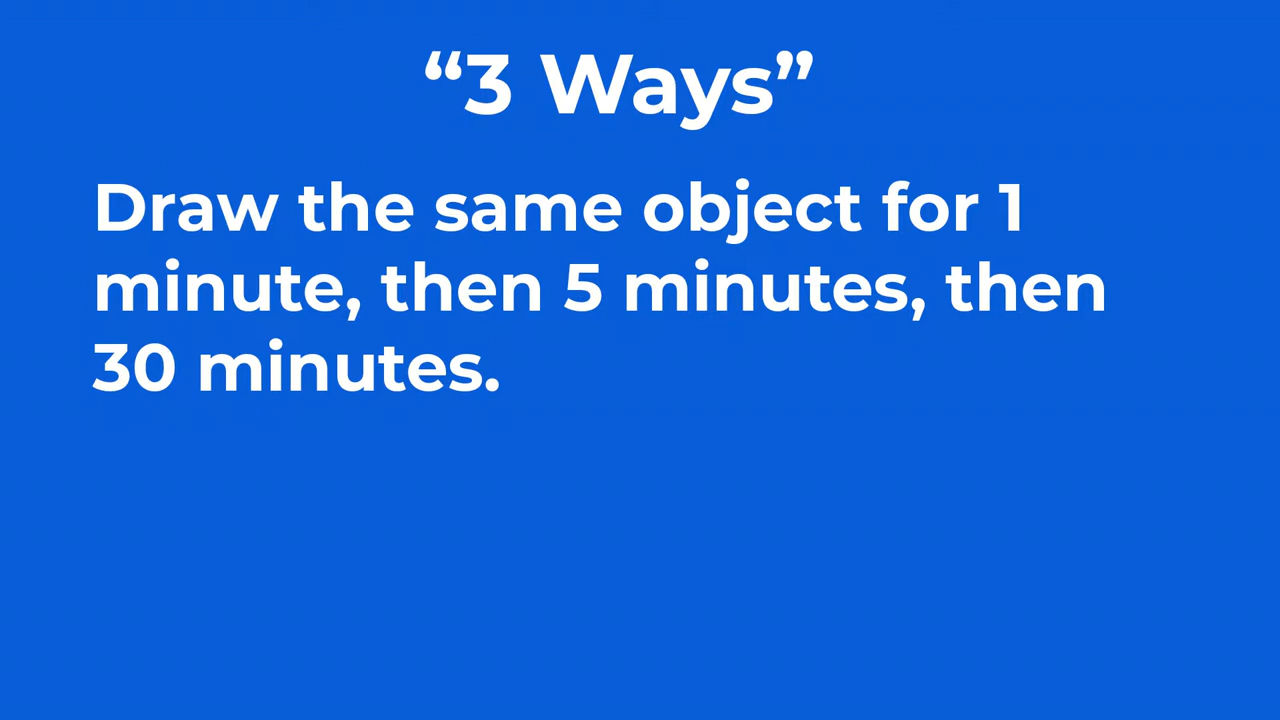 “3 Ways”
Draw the same object for 1
minute, then 5 minutes, then
30 minutes.